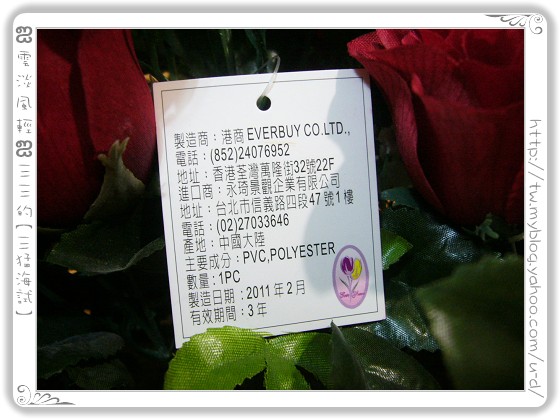 製造商：港商 EVERBUY CO.LTD.,
電話：(852)24076952
地址：香港荃灣萬隆街32號22F
進口商：永琦景觀企業有限公司
地址：台北市信義路四段47號1樓
電話：(02)27033646
產地：中國大陸
主要成分：PVC,POLYESTER
數量:1PC
製造日期：2011年2月
有效期間：3年
雲淡風輕
三三的【三猛海試】
http://tw.myblog.yahoo.com/u-cl/